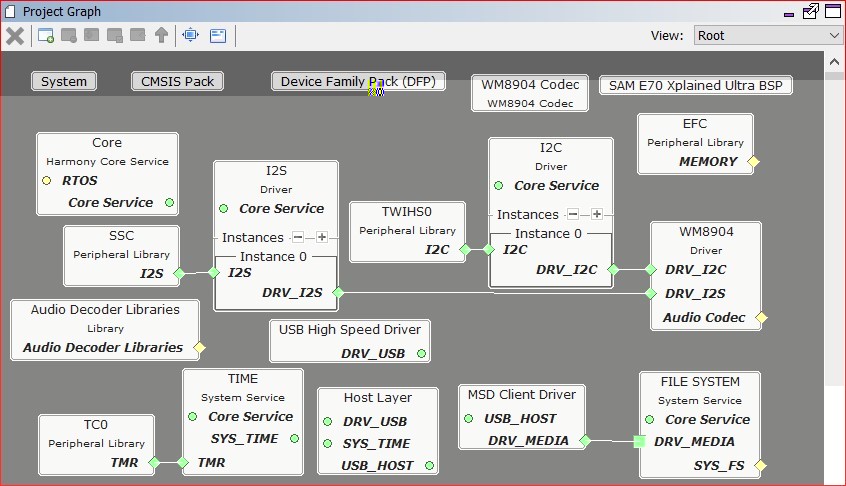 Project Graph
View: Root
System
CMSIS Pack
Device Family Pack (DFP)
WM8904 Codec
WM8904 Codec
SAM E70 Xplained Ultra BSP
Core
Harmony Core Service
RTOS
Core Service
I2S
Driver
Core Service
Instances
Instance 0
I2S
DRV_I2S
I2C
Driver
Core Service
Instances
Instance 0
I2C
DRV_I2C
EFC
Peripheral Library
MEMORY
SSC
Peripheral Library
I2S
TWIHS0
Peripheral Library
I2C
WM8904
Driver
DRV_I2C
DRV_I2S
Audio Codec
Audio Decoder Libraries
Library
Audio Decoder Libraries
USB High Speed Driver
DRV_USB
TC0
Peripheral Library
TMR
TIME
System Service
Core Service
SYS_TIME
TMR
Host Layer
DRV_USB
SYS_TIME
USB_HOST
MSD Client Driver
USB_HOST
DRV_MEDIA
FILE SYSTEM
System Service
Core Service
DRV_MEDIA
SYS_FS